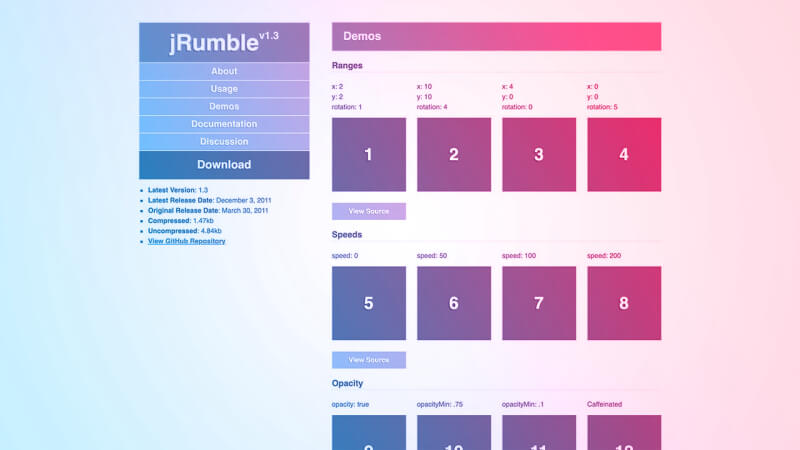 jRumble v1.3
About
Usage
Demos
Documentation
Discussion
Download
Latest Version: 1.3
Latest Release Date: December 3, 2011
Original Release Date: March 30, 2011
Compressed: 1.47kb
Uncompressed: 4.84kb
View GitHub Repository
Demos
Ranges
x: 2 x: 10 x: 4 x: 0
y: 2 y: 10 y: 0 y: 0
rotation: 1 rotation: 4 rotation: 0 rotation: 5
1 2 3 4
View Source
Speeds
speed: 0 speed: 50 speed: 100 speed: 200
5 6 7 8
View Source
Opacity
opacity: true opacityMin: .75 opacityMin: .1 Caffeinated
9 10 11 12